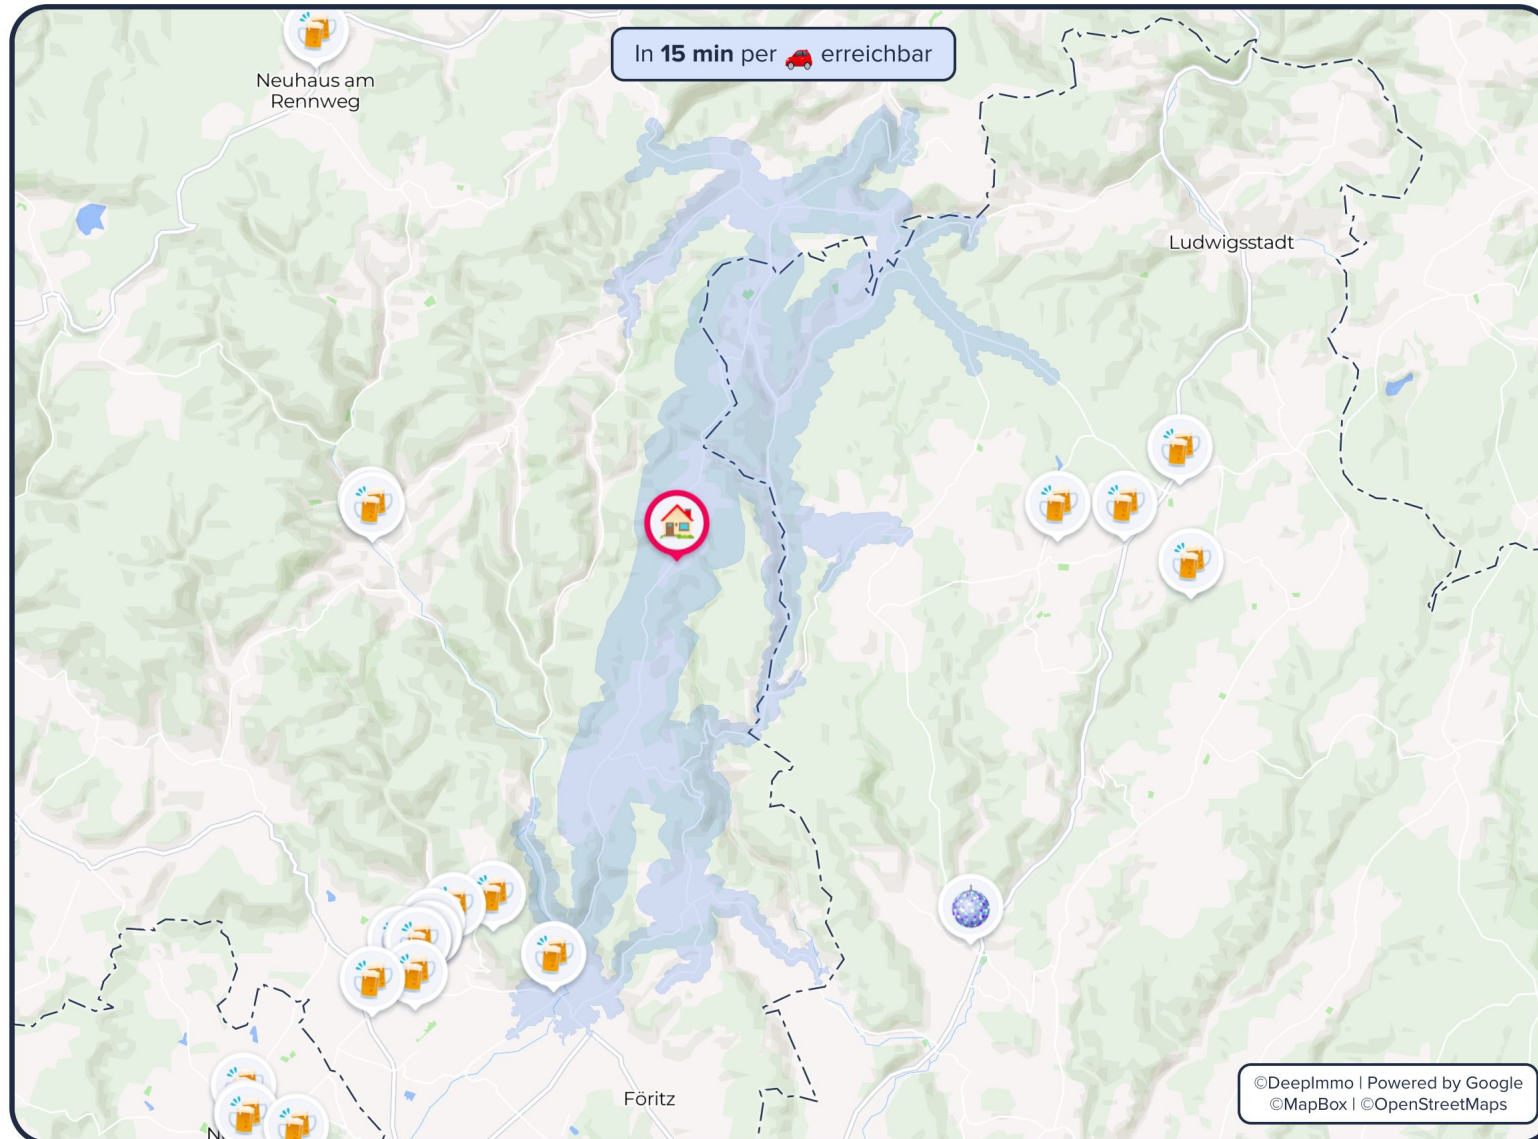 In 15 min per erreichbar
Neuhaus am
Rennweg
Ludwigsstadt
Föritz
©DeepImmo | Powered by Google
©MapBox | ©OpenStreetMaps